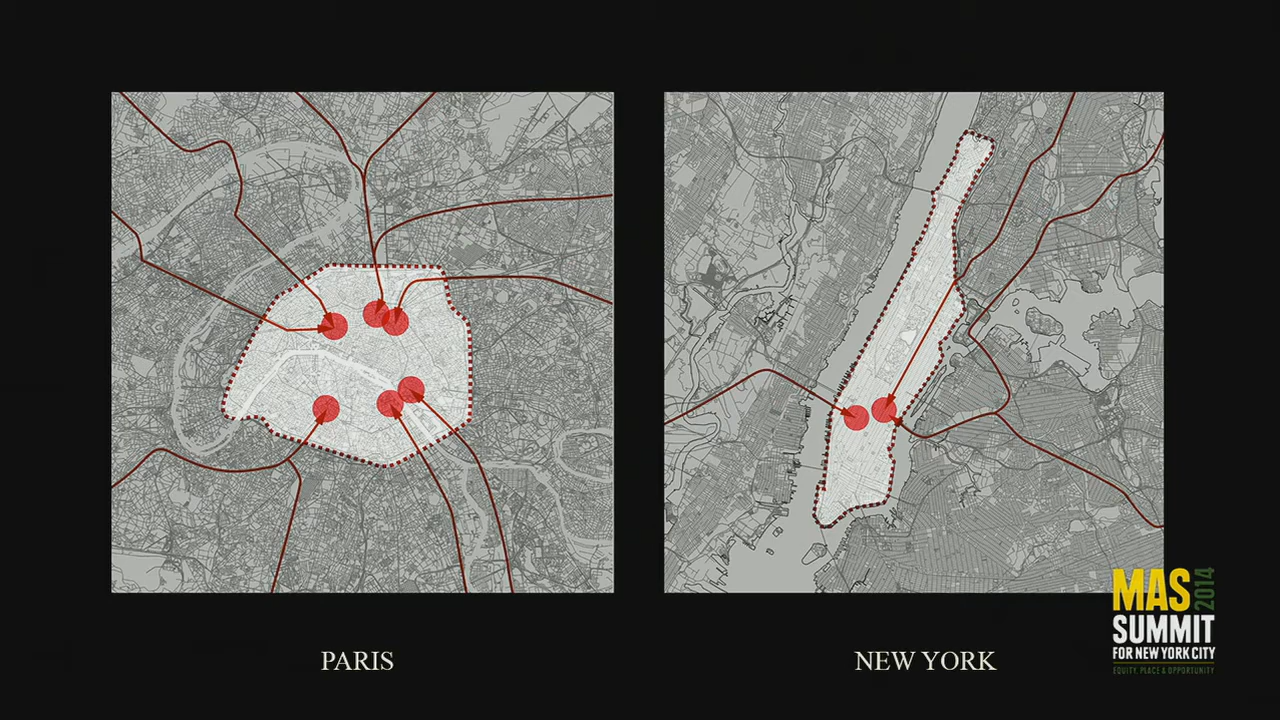 PARIS
NEW YORK
MAS
2014
SUMMIT
FOR NEW YORK CITY
EQUITY, PLACE & OPPORTUNITY